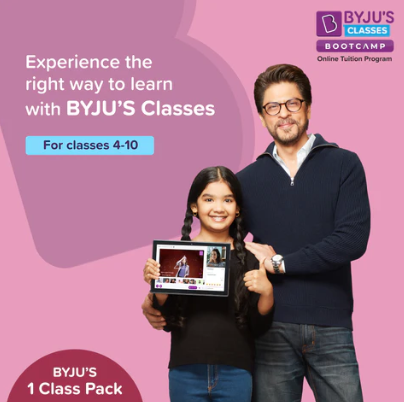 BYJU'S
CLASSES
BOOTCAMP
Online Tuition Program
Experience the
right way to learn
with BYJU'S Classes
For classes 4-10
BYJU'S
1 Class Pack